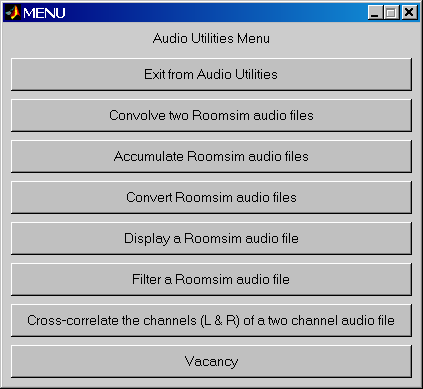 MENU
Audio Utilities Menu
Exit from Audio Utilities
Convolve two Roomsim audio files
Accumulate Roomsim audio files
Convert Roomsim audio files
Display a Roomsim audio file
Filter a Roomsim audio file
Cross-correlate the channels (L & R) of a two channel audio file
Vacancy